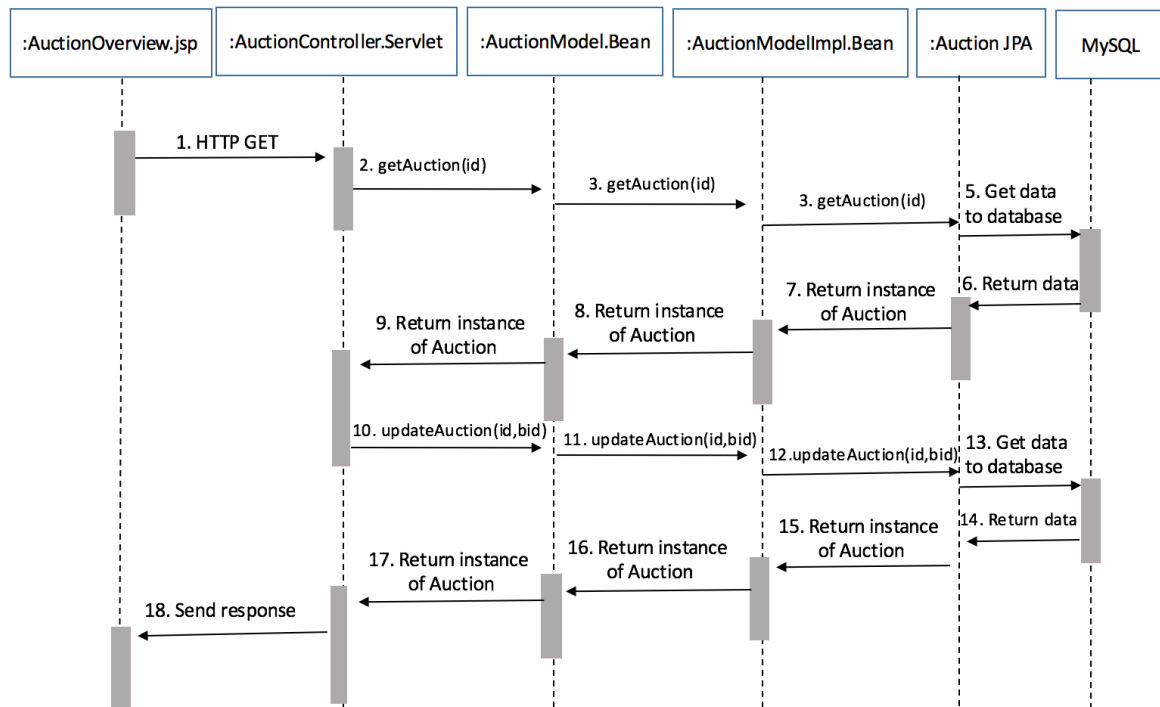 :AuctionOverview.jsp
:AuctionController.Servlet
:AuctionModel.Bean
:AuctionModelImpl.Bean
:Auction JPA
MySQL
1. HTTP GET
2. getAuction(id)
3. getAuction(id)
3. getAuction(id)
5. Get data
to database
6. Return data
7. Return instance
of Auction
8. Return instance
of Auction
9. Return instance
of Auction
10. updateAuction(id,bid)
11. updateAuction(id,bid)
12.updateAuction(id,bid)
13. Get data
to database
14. Return data
15. Return instance
of Auction
16. Return instance
of Auction
17. Return instance
of Auction
18. Send response